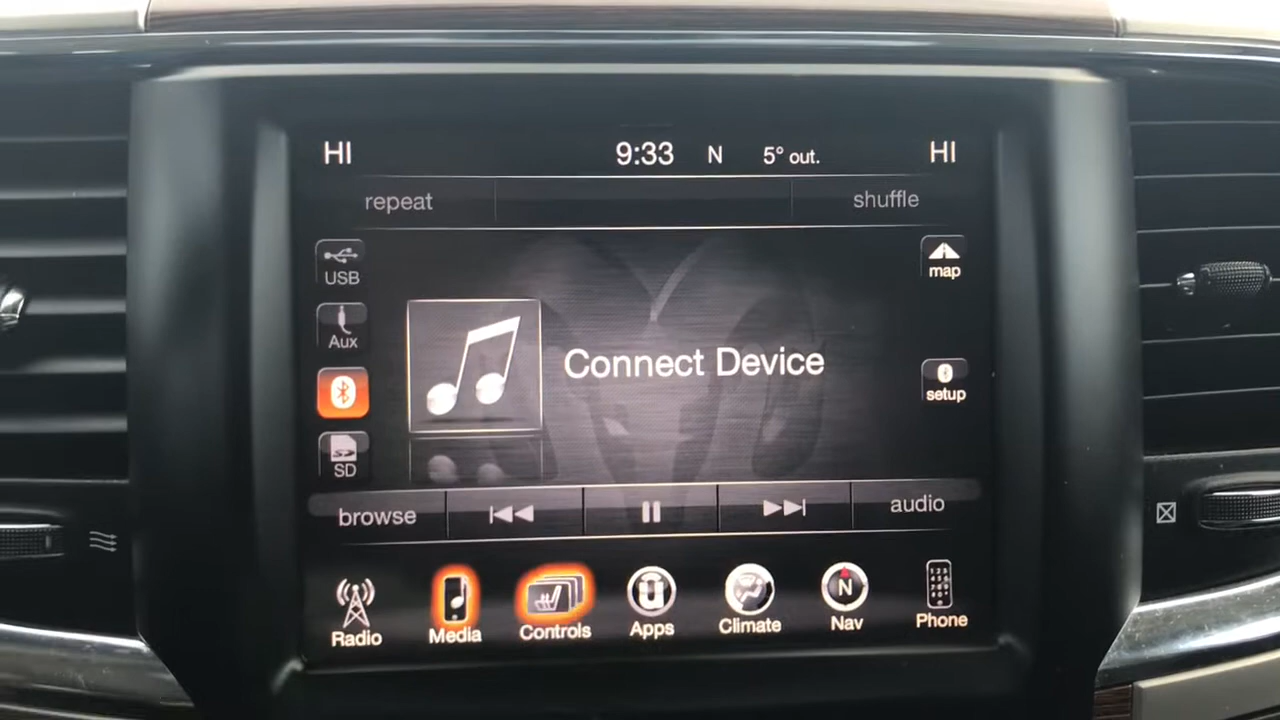 HI 9:33 N 5° out. HI
repeat shuffle
USB
map
Aux
Connect Device
setup
SD
browse audio
Radio Media Controls Apps Climate N Nav Phone